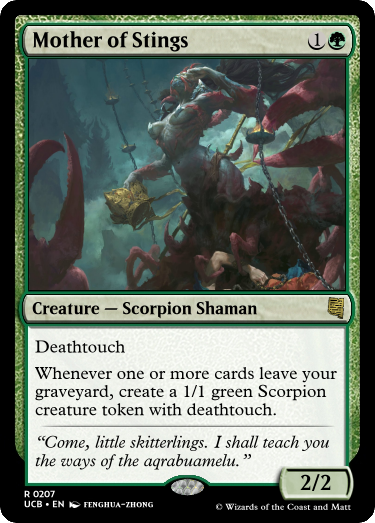 Mother of Stings 1
Creature — Scorpion Shaman
Deathtouch
Whenever one or more cards leave your
graveyard, create a 1/1 green Scorpion
creature token with deathtouch.
“Come, little skitterlings. I shall teach you
the ways of the aqrabuamelu.”
2/2
R 0207
UCB • EN FENGHUA-ZHONG
© Wizards of the Coast and Matt